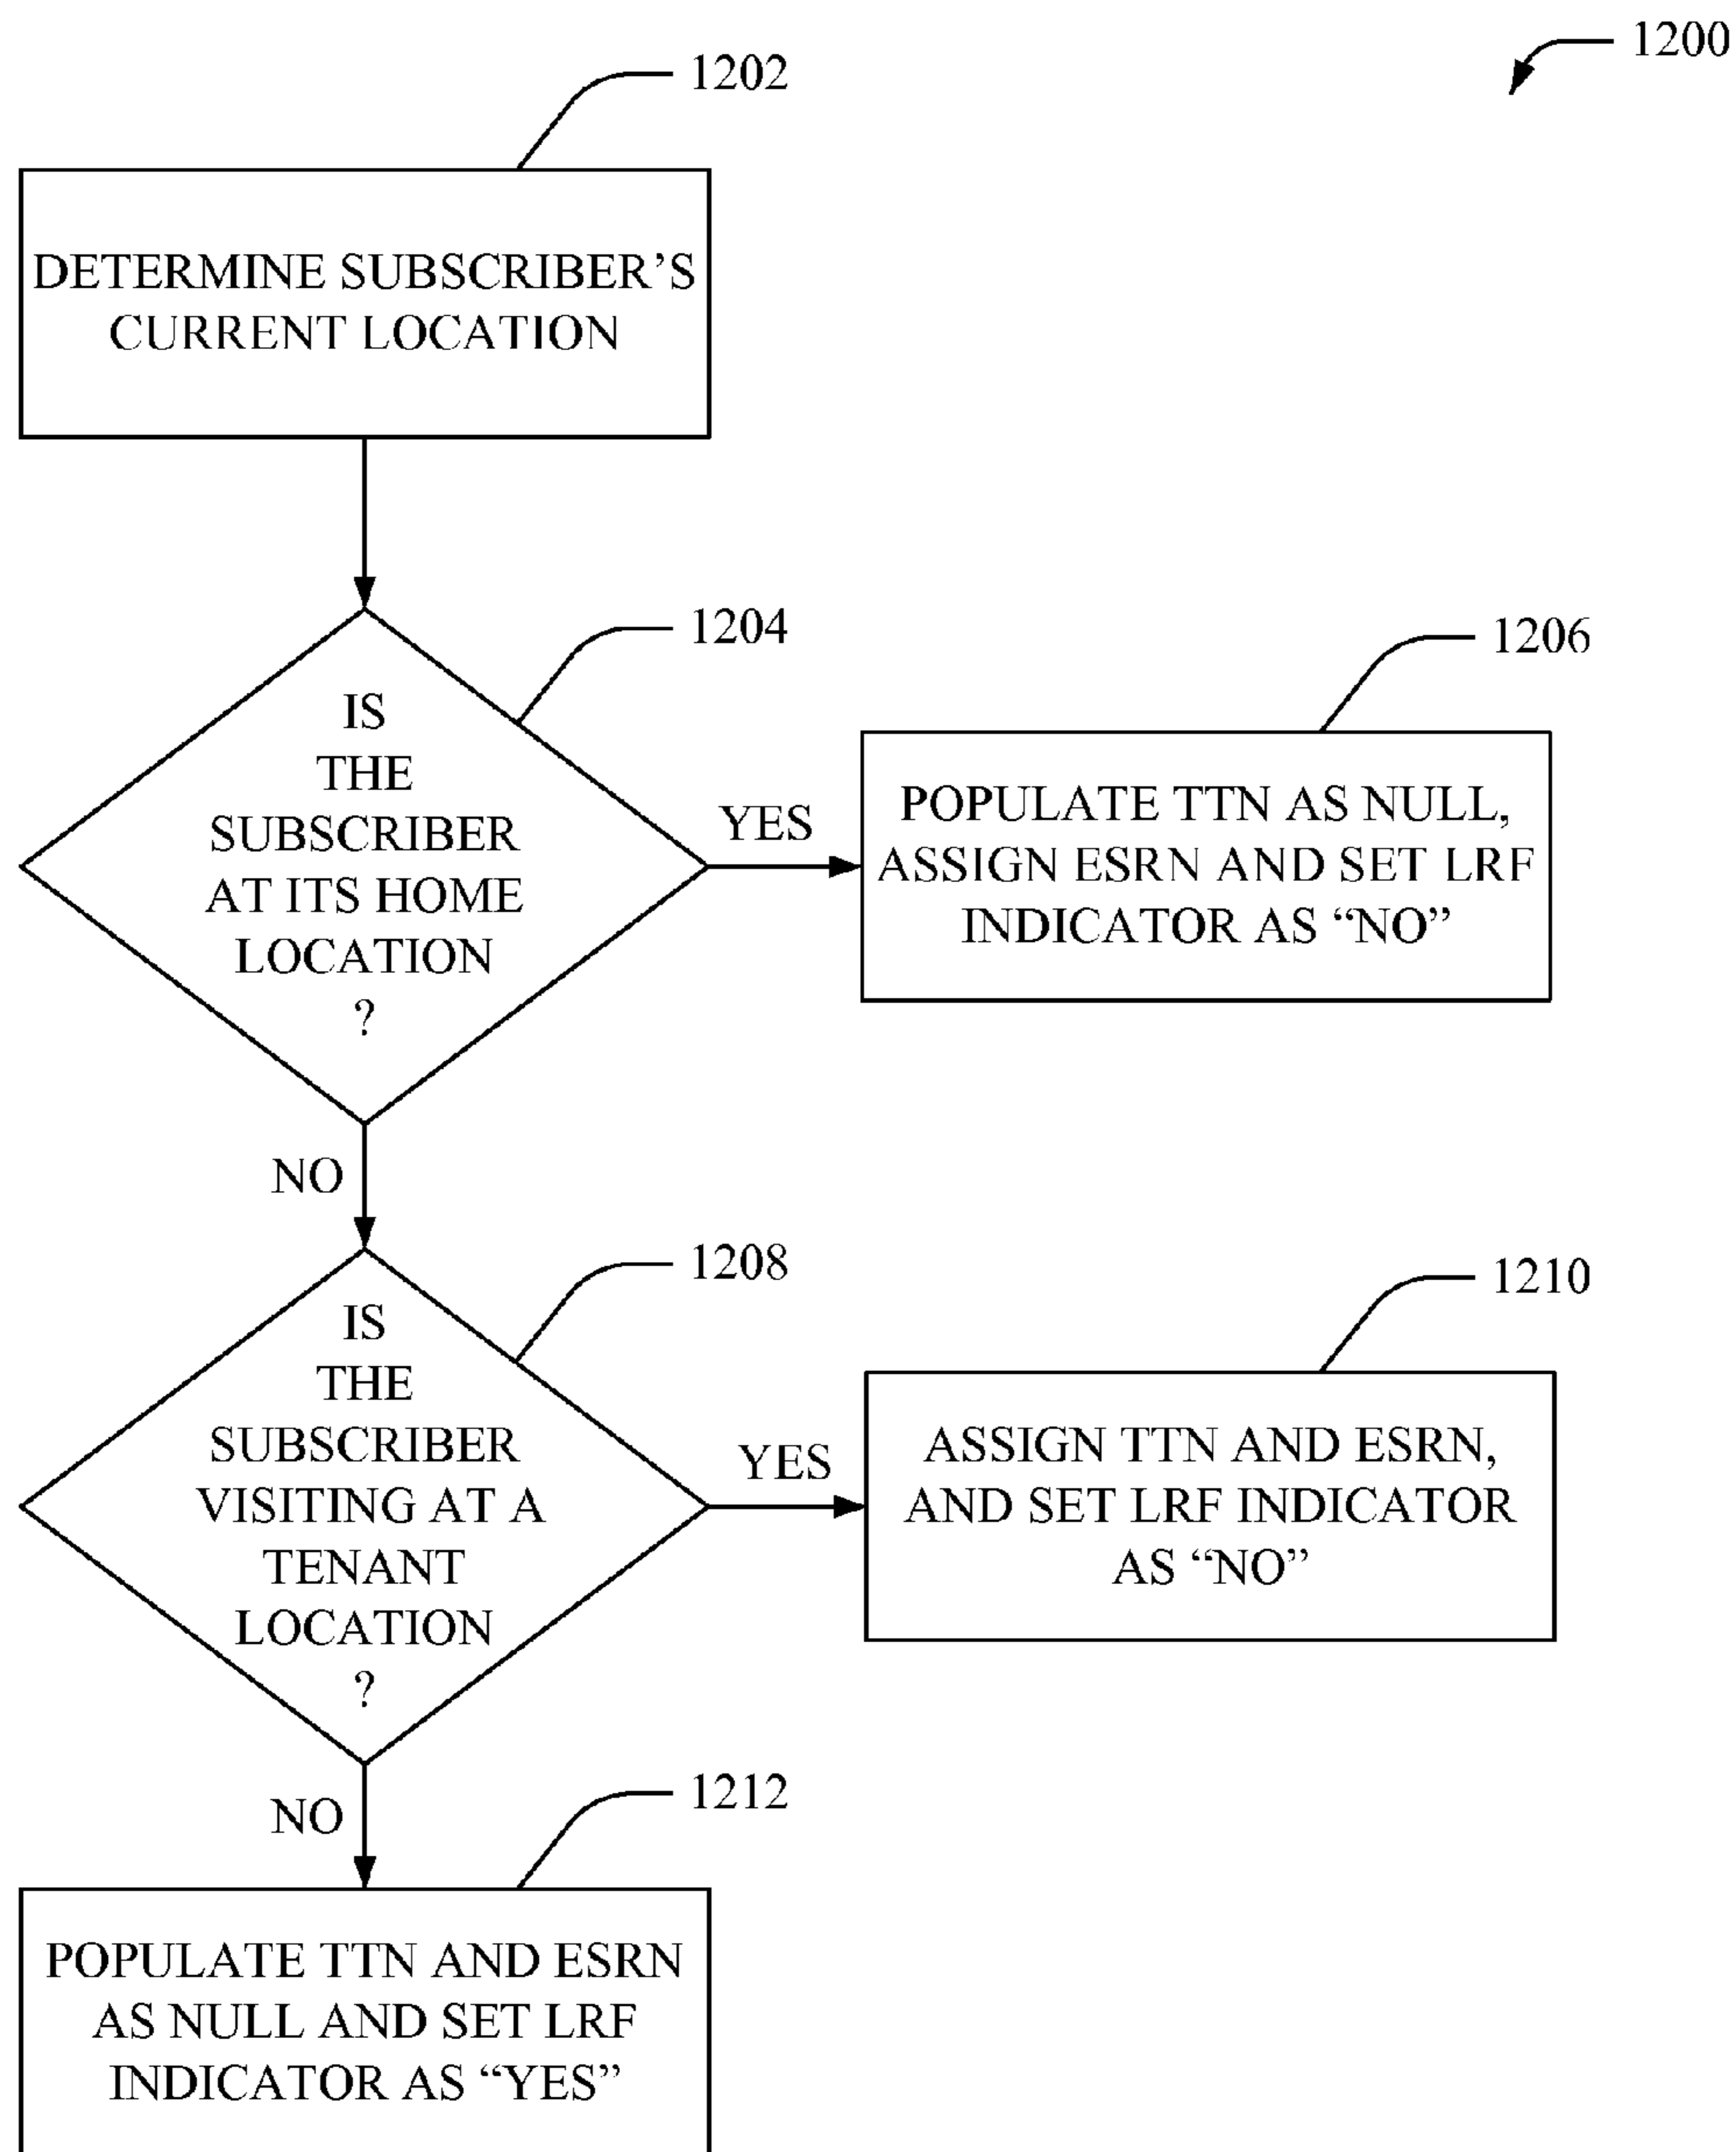 1200
1202
DETERMINE SUBSCRIBER'S
CURRENT LOCATION
1204
IS
THE
SUBSCRIBER
AT ITS HOME
LOCATION
?
YES
1206
POPULATE TTN AS NULL,
ASSIGN ESRN AND SET LRF
INDICATOR AS “NO”
NO
1208
IS
THE
SUBSCRIBER
VISITING AT A
TENANT
LOCATION
?
YES
1210
ASSIGN TTN AND ESRN,
AND SET LRF INDICATOR
AS “NO”
NO
1212
POPULATE TTN AND ESRN
AS NULL AND SET LRF
INDICATOR AS “YES”